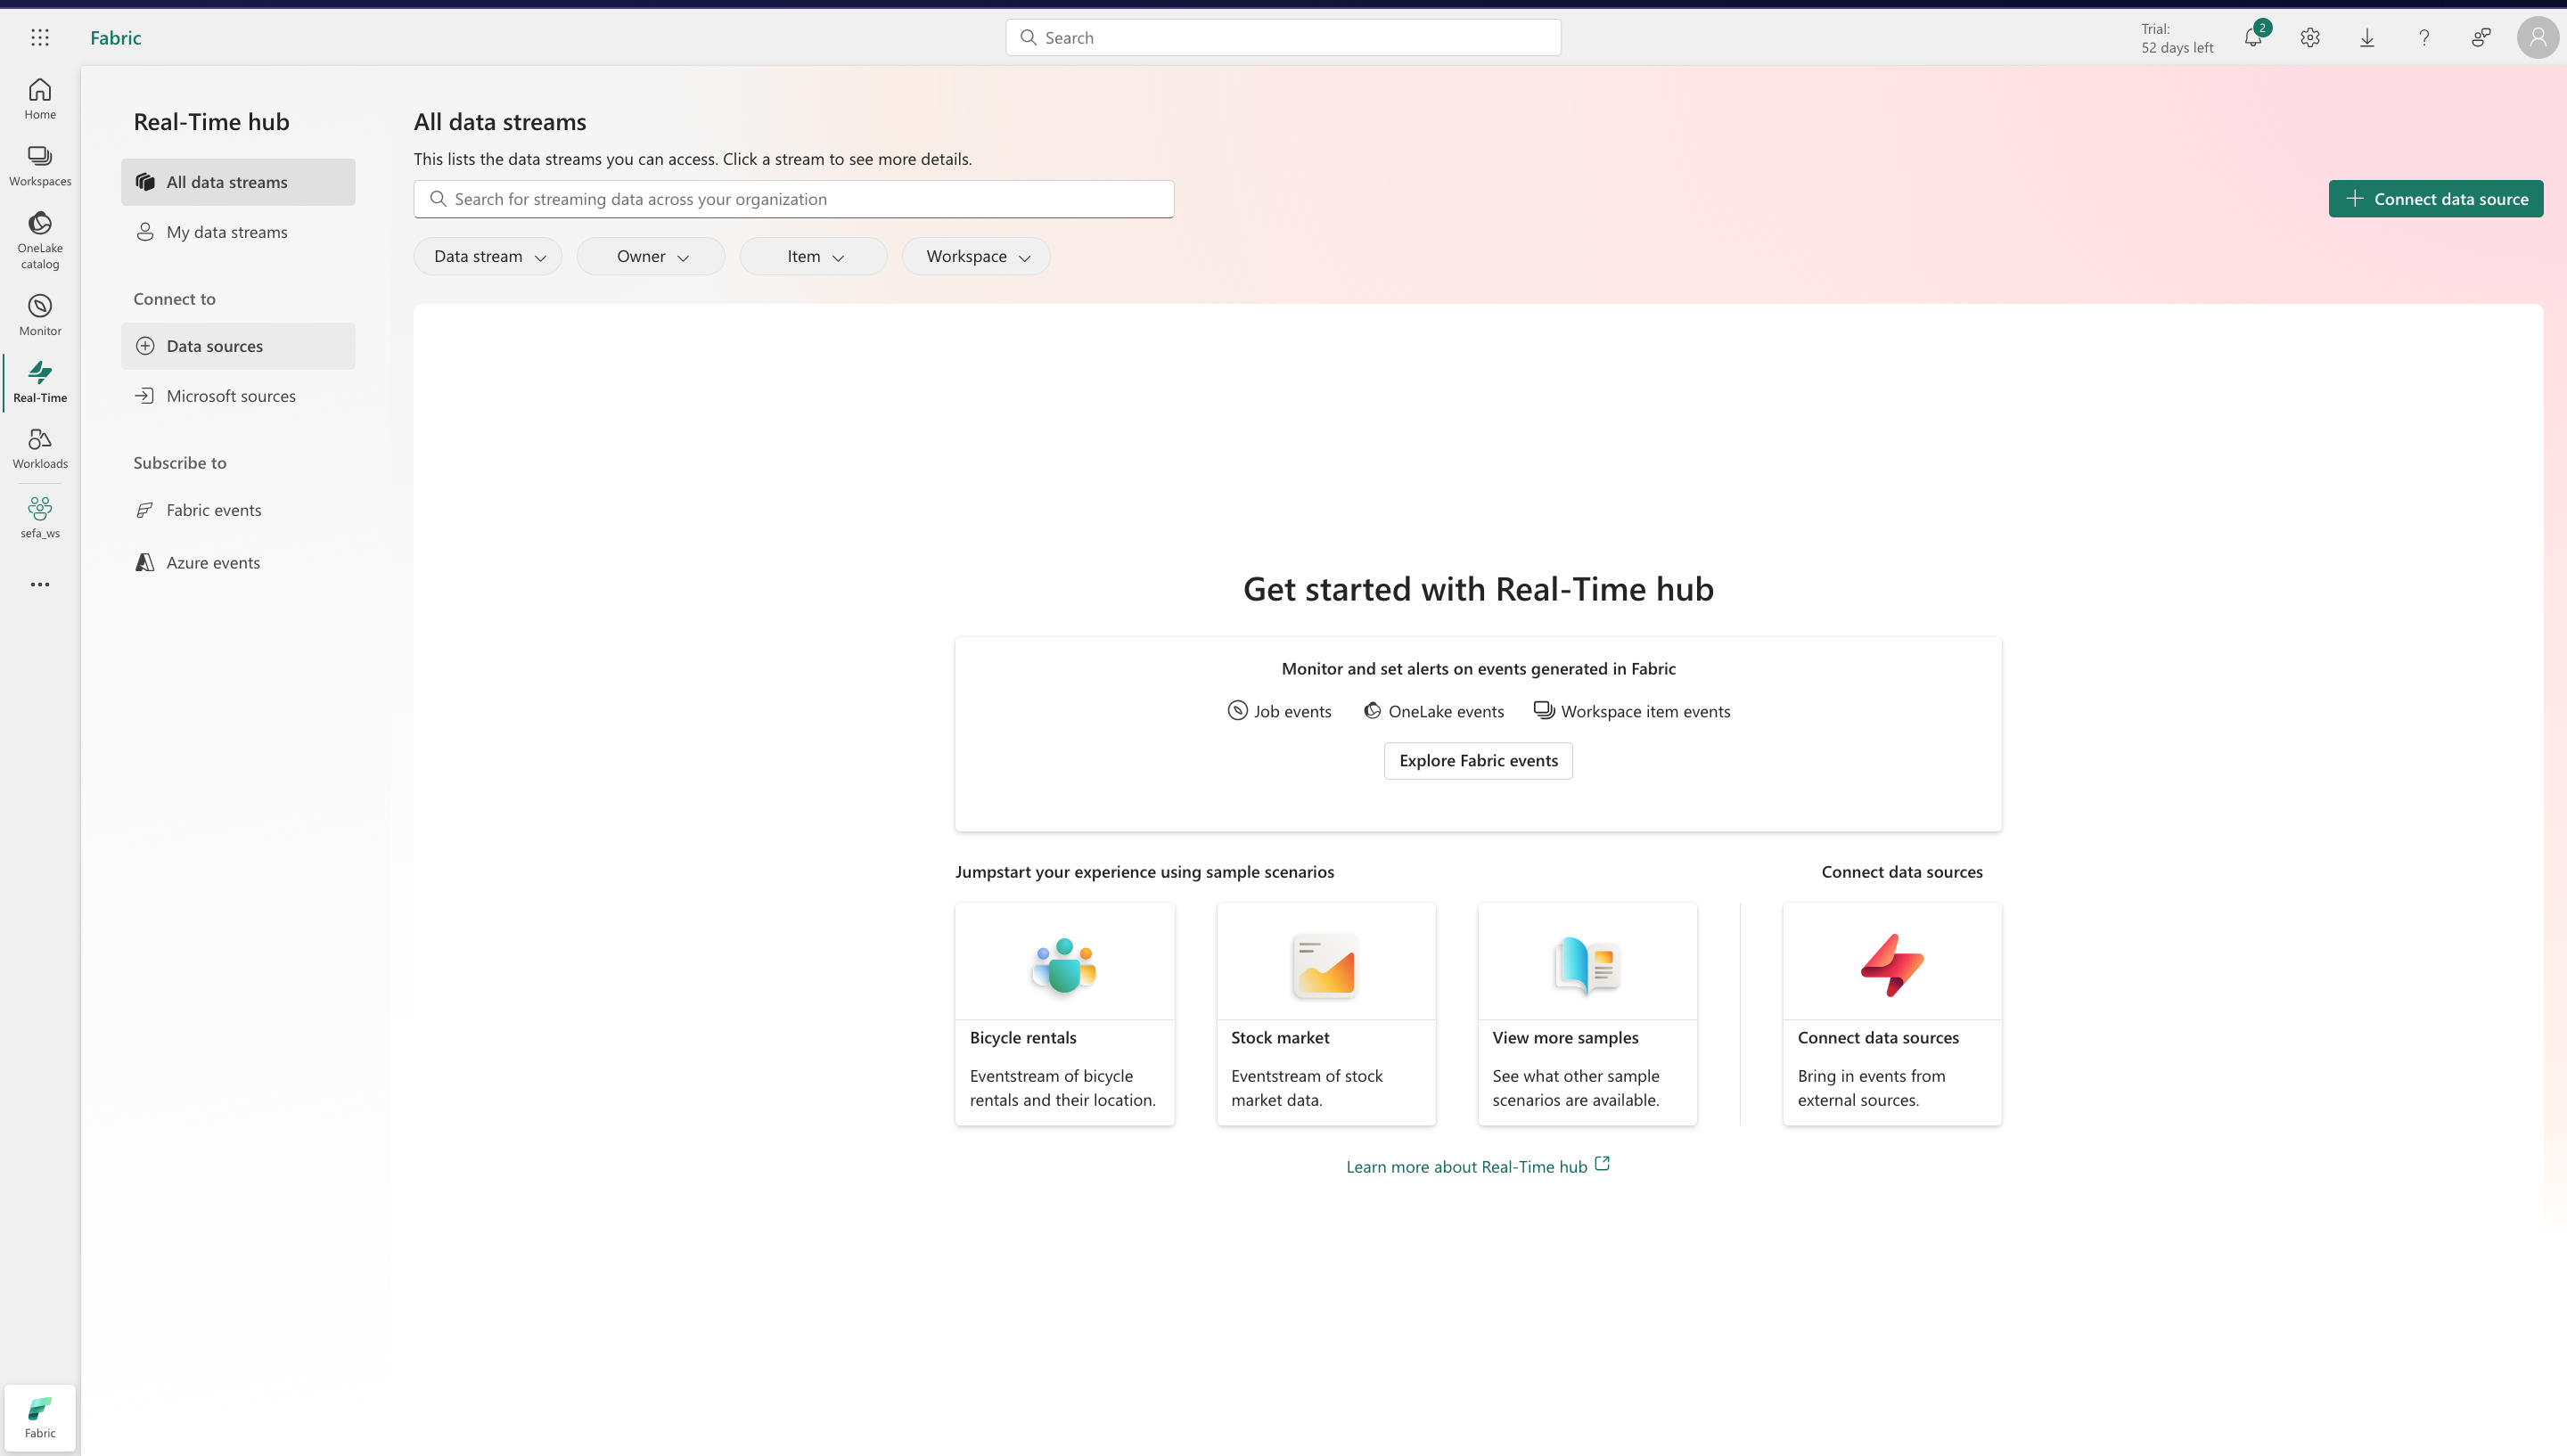 Fabric
Search
Trial:
52 days left
2
Home
Workspaces
OneLake
catalog
Monitor
Real-Time
Workloads
sefa_ws
Fabric
Real-Time hub
All data streams
My data streams
Connect to
Data sources
Microsoft sources
Subscribe to
Fabric events
Azure events
All data streams
This lists the data streams you can access. Click a stream to see more details.
Search for streaming data across your organization
Connect data source
Data stream
Owner
Item
Workspace
Get started with Real-Time hub
Monitor and set alerts on events generated in Fabric
Job events
OneLake events
Workspace item events
Explore Fabric events
Jumpstart your experience using sample scenarios
Connect data sources
Bicycle rentals
Eventstream of bicycle
rentals and their location.
Stock market
Eventstream of stock
market data.
View more samples
See what other sample
scenarios are available.
Connect data sources
Bring in events from
external sources.
Learn more about Real-Time hub